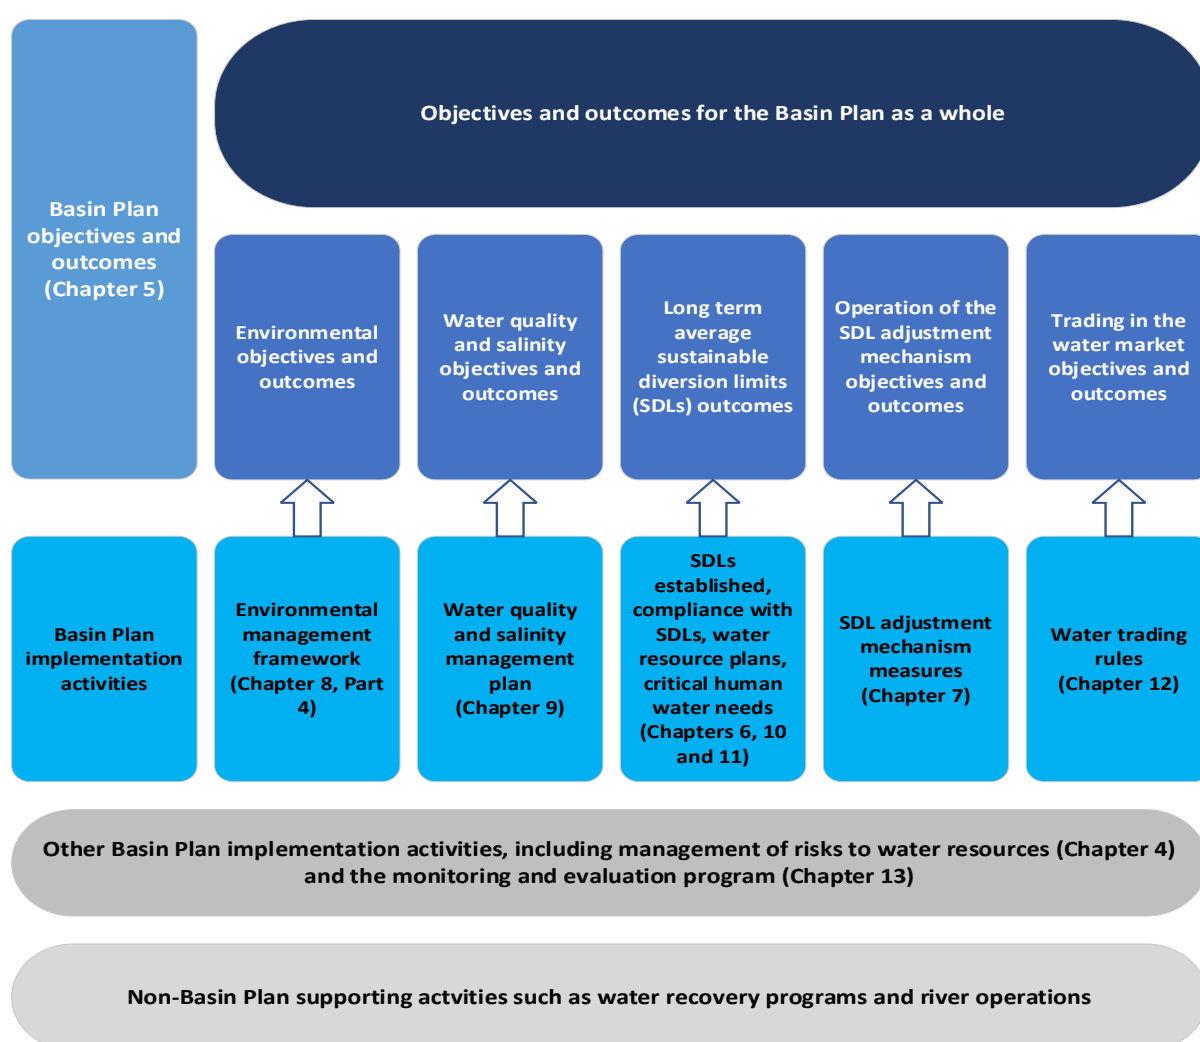 Objectives and outcomes for the Basin Plan as a whole
Basin Plan
objectives and
outcomes
(Chapter 5)
Environmental
objectives and
outcomes
Water quality
and salinity
objectives and
outcomes
Long term
average
sustainable
diversion limits
(SDLs) outcomes
Operation of the
SDL adjustment
mechanism
objectives and
outcomes
Trading in the
water market
objectives and
outcomes
Basin Plan
implementation
activities
Environmental
management
framework
(Chapter 8, Part
4)
Water quality
and salinity
management
plan
(Chapter 9)
SDLs
established,
compliance with
SDLs, water
resource plans,
critical human
water needs
(Chapters 6, 10
and 11)
SDL adjustment
mechanism
measures
(Chapter 7)
Water trading
rules
(Chapter 12)
Other Basin Plan implementation activities, including management of risks to water resources (Chapter 4)
and the monitoring and evaluation program (Chapter 13)
Non-Basin Plan supporting actvities such as water recovery programs and river operations